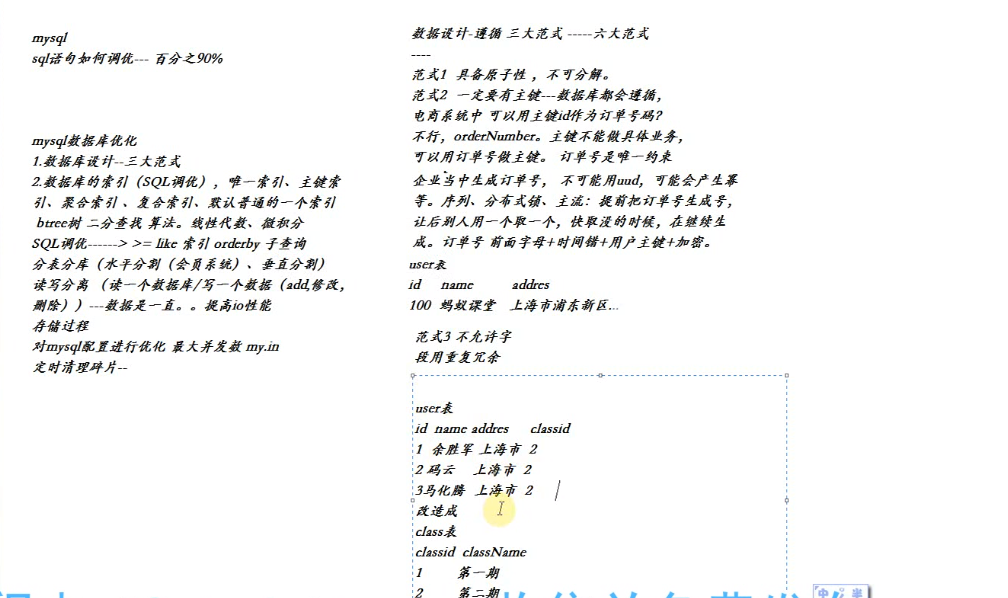 mysql
sql语句如何调优--- 百分之90%
mysql数据库优化
1.数据库设计--三大范式
2.数据库的索引（SQL调优），唯一索引、主键索
引、聚合索引、复合索引、默认普通的一个索引
btree树 二分查找 算法。线性代数、微积分
SQL调优------> >= like 索引 orderby 子查询
分表分库（水平分割（会员系统）、垂直分割）
读写分离 （读一个数据库/写一个数据（add,修改，
删除））---数据是一直。。提高io性能
存储过程
对mysql配置进行优化 最大并发数 my.in
定时清理碎片--
数据设计-遵循 三大范式 -----六大范式
----
范式1 具备原子性 ，不可分解。
范式2 一定要有主键---数据库都会遵循，
电商系统中 可以用主键id作为订单号码？
不行，orderNumber。主键不能做具体业务，
可以用订单号做主键。 订单号是唯一约束
企业当中生成订单号， 不可能用uud，可能会产生幂
等。序列、分布式锁、主流：提前把订单号生成号，
让后别人用一个取一个，快取没的时候，在继续生
成。订单号 前面字母+时间错+用户主键+加密。
user表
id name addres
100 蚂蚁课堂 上海市浦东新区...
范式3 不允许字
段用重复冗余
user表
id name addres classid
1 余胜军 上海市 2
2 码云 上海市 2
3马化腾 上海市 2
改造成
class表
classid className
1 第一期
2 第二期
中 半